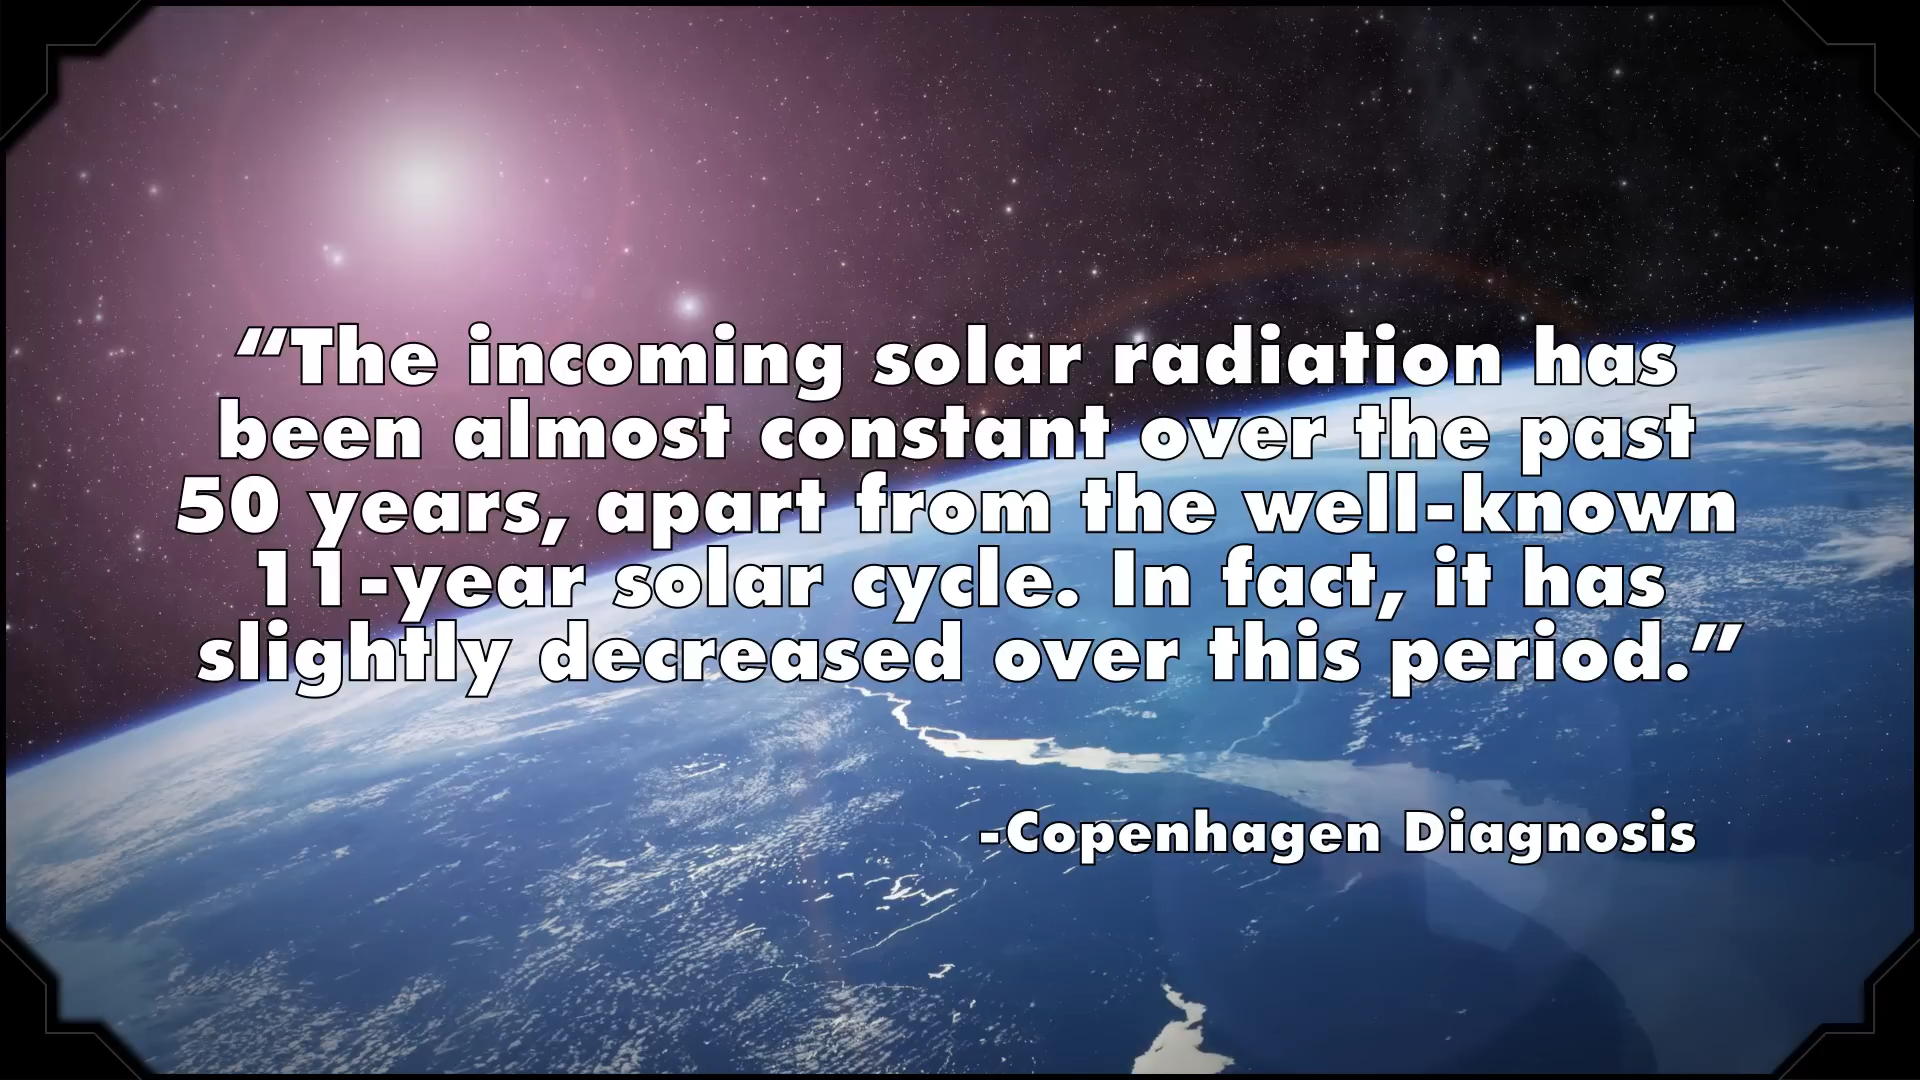 “The incoming solar radiation has
been almost constant over the past
50 years, apart from the well-known
11-year solar cycle. In fact, it has
slightly decreased over this period.”
-Copenhagen Diagnosis